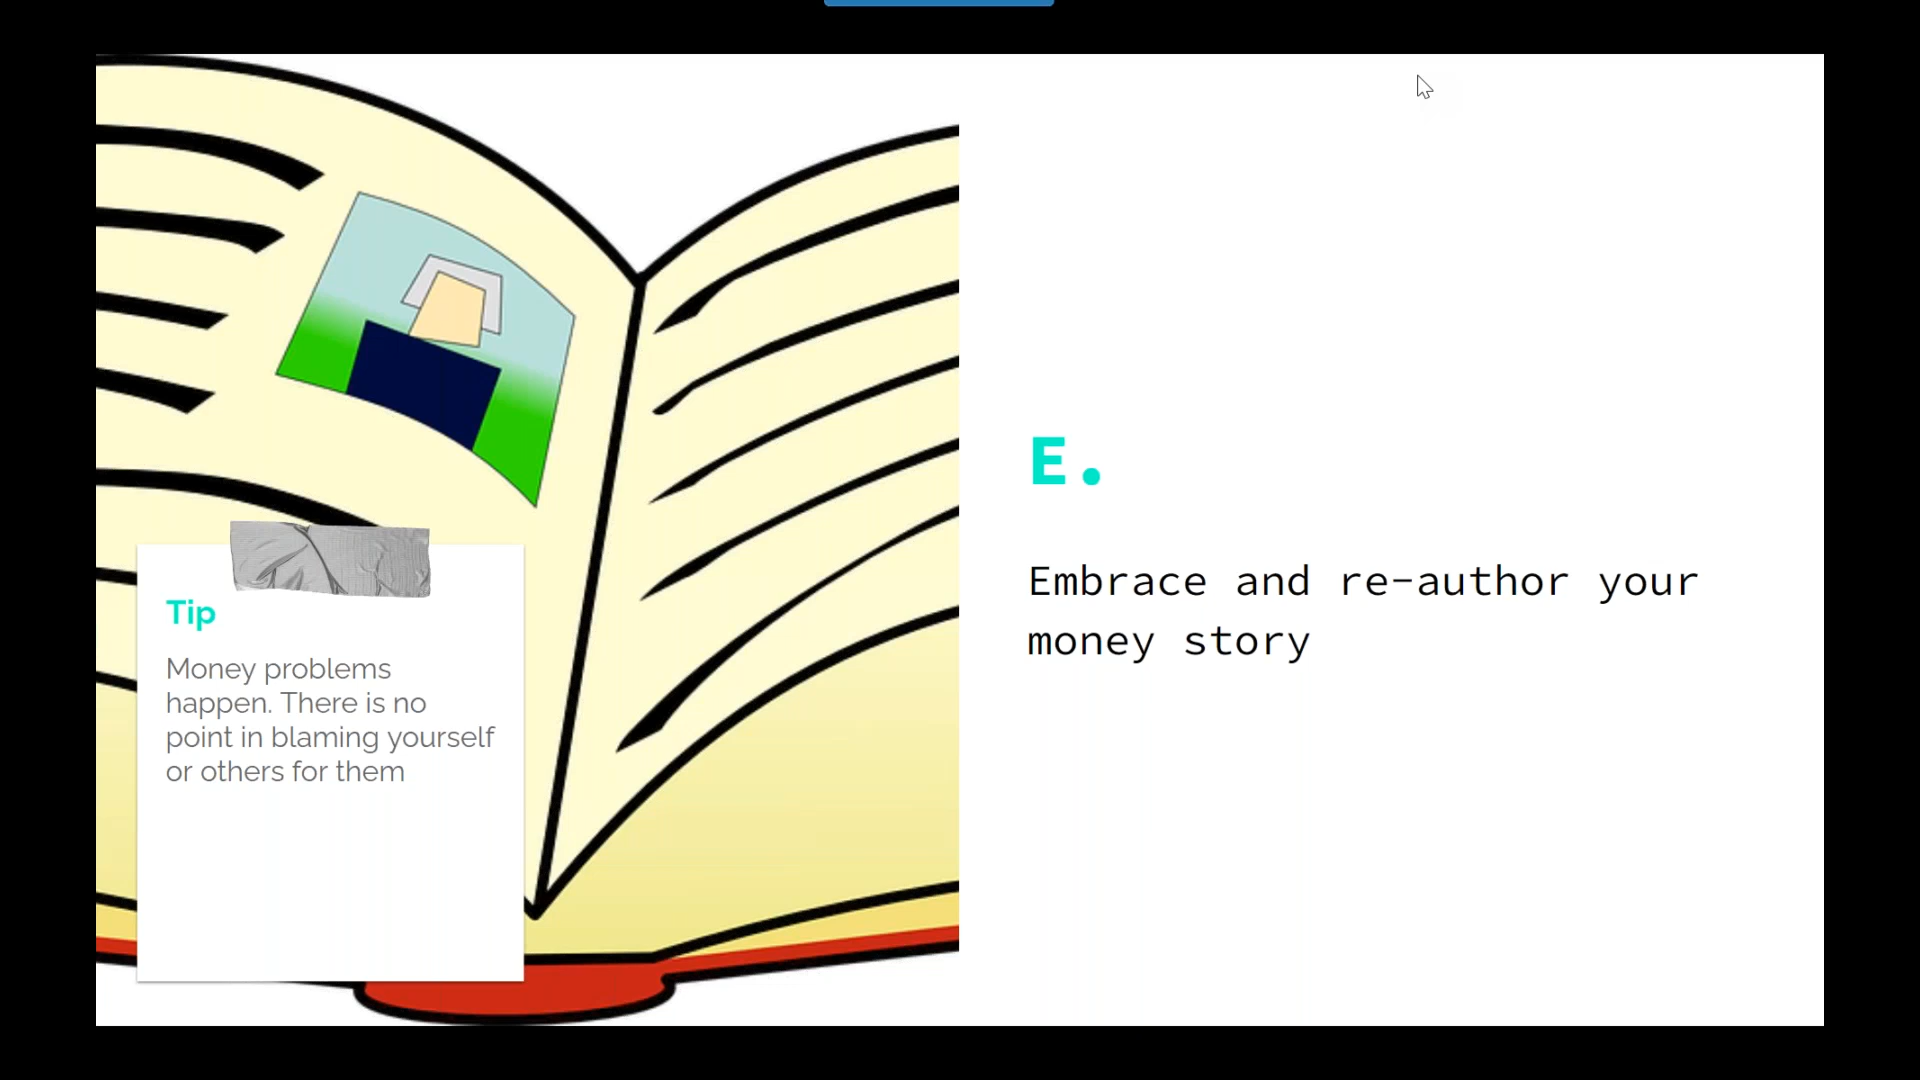 E.
Embrace and re-author your
money story
Tip
Money problems
happen. There is no
point in blaming yourself
or others for them